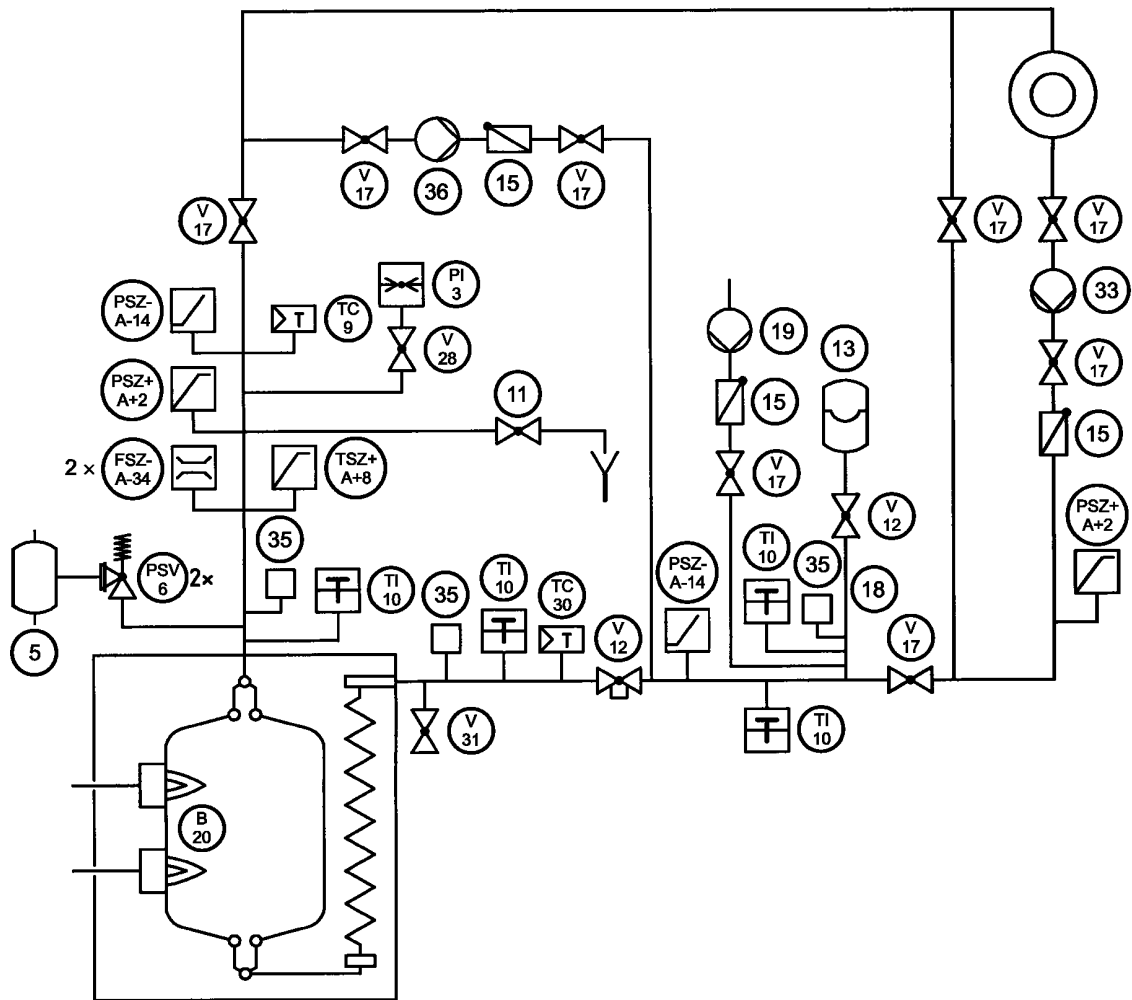 V
17
36
15
V
17
V
17
V
17
V
17
PSZ-
A-14
TC
9
PI
3
V
28
19
13
33
PSZ+
A+2
11
15
V
17
15
2 ×
FSZ-
A-34
TSZ+
A+8
V
17
V
12
PSZ+
A+2
35
PSV
6
2×
TI
10
35
TI
10
TC
30
PSZ-
A-14
TI
10
35
18
5
V
12
V
17
V
31
TI
10
T
T
T
T
T
T
B
20